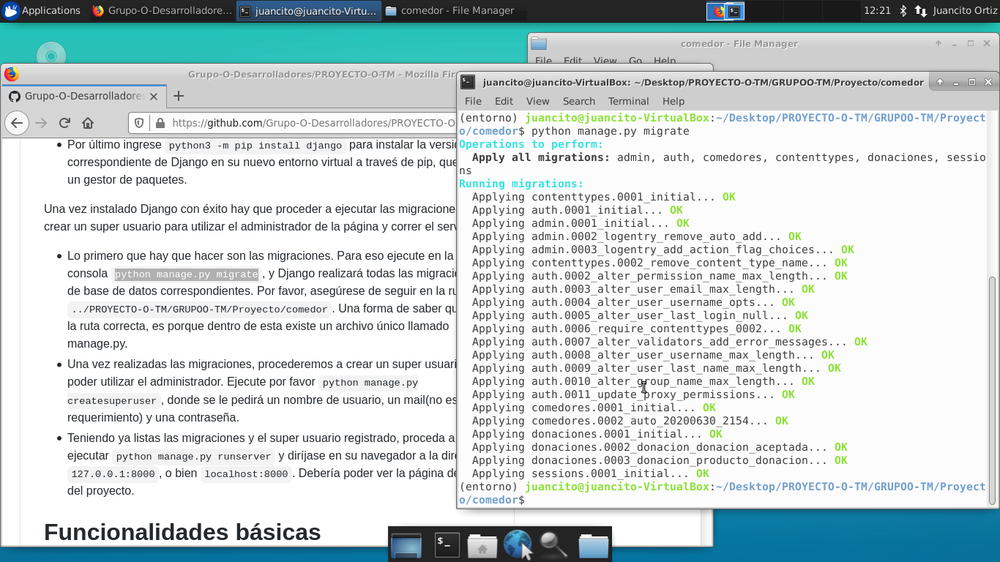 Applications
Grupo-O-Desarrolladore...
juancito@juancito-Virtu...
comedor - File Manager
12:21
Juancito Ortiz
comedor - File Manager
File Edit View Go Help
Grupo-O-Desarrolladores/PROYECTO-O-TM - Mozilla Fir
Grupo-O-Desarrolladores
https://github.com/Grupo-O-Desarrolladores/PROYECTO-O
Por último ingrese python3 -m pip install django para instalar la versió
correspondiente de Django en su nuevo entorno virtual a traveś de pip, que
un gestor de paquetes.
Una vez instalado Django con éxito hay que proceder a ejecutar las migracione
crear un super usuario para utilizar el administrador de la página y correr el serv
Lo primero que hay que hacer son las migraciones. Para eso ejecute en la
consola python manage.py migrate , y Django realizará todas las migracio
de base de datos correspondientes. Por favor, asegúrese de seguir en la ru
../PROYECTO-O-TM/GRUPOO-TM/Proyecto/comedor . Una forma de saber qu
la ruta correcta, es porque dentro de esta existe un archivo único llamado
manage.py.
Una vez realizadas las migraciones, procederemos a crear un super usuari
poder utilizar el administrador. Ejecute por favor python manage.py
createsuperuser , donde se le pedirá un nombre de usuario, un mail(no es
requerimiento) y una contraseña.
Teniendo ya listas las migraciones y el super usuario registrado, proceda a
ejecutar python manage.py runserver y diríjase en su navegador a la dire
127.0.0.1:8000 , o bien localhost:8000 . Debería poder ver la página de
del proyecto.
Funcionalidades básicas
juancito@juancito-VirtualBox: ~/Desktop/PROYECTO-O-TM/GRUPOO-TM/Proyecto/comedor
File Edit View Search Terminal Help
(entorno) juancito@juancito-VirtualBox:~/Desktop/PROYECTO-O-TM/GRUPOO-TM/Proyect
o/comedor$ python manage.py migrate
Operations to perform:
Apply all migrations: admin, auth, comedores, contenttypes, donaciones, sessio
ns
Running migrations:
Applying contenttypes.0001_initial... OK
Applying auth.0001_initial... OK
Applying admin.0001_initial... OK
Applying admin.0002_logentry_remove_auto_add... OK
Applying admin.0003_logentry_add_action_flag_choices... OK
Applying contenttypes.0002_remove_content_type_name... OK
Applying auth.0002_alter_permission_name_max_length... OK
Applying auth.0003_alter_user_email_max_length... OK
Applying auth.0004_alter_user_username_opts... OK
Applying auth.0005_alter_user_last_login_null... OK
Applying auth.0006_require_contenttypes_0002... OK
Applying auth.0007_alter_validators_add_error_messages... OK
Applying auth.0008_alter_user_username_max_length... OK
Applying auth.0009_alter_user_last_name_max_length... OK
Applying auth.0010_alter_group_name_max_length... OK
Applying auth.0011_update_proxy_permissions... OK
Applying comedores.0001_initial... OK
Applying comedores.0002_auto_20200630_2154... OK
Applying donaciones.0001_initial... OK
Applying donaciones.0002_donacion_donacion_aceptada... OK
Applying donaciones.0003_donacion_producto_donacion... OK
Applying sessions.0001_initial... OK
(entorno) juancito@juancito-VirtualBox:~/Desktop/PROYECTO-O-TM/GRUPOO-TM/Proyect
o/comedor$